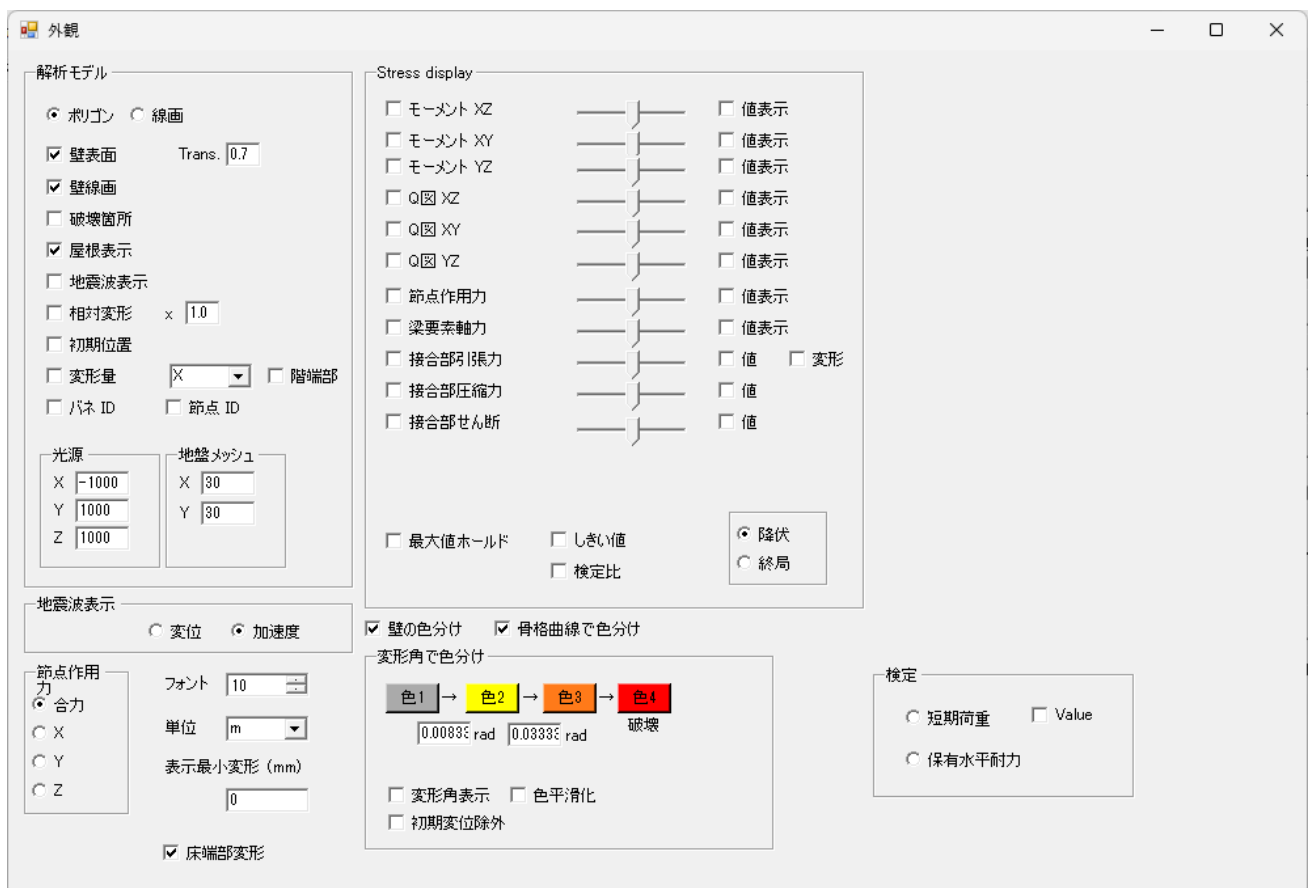 外観
解析モデル
ポリゴン 線画
壁表面 Trans. 0.7
壁線画
破壊箇所
屋根表示
地震波表示
相対変形 x 1.0
初期位置
変形量 X 階端部
バネ ID 節点 ID
光源
X -1000
Y 1000
Z 1000
地盤メッシュ
X 30
Y 30
Stress display
モーメント XZ 値表示
モーメント XY 値表示
モーメント YZ 値表示
Q図 XZ 値表示
Q図 XY 値表示
Q図 YZ 値表示
節点作用力 値表示
梁要素軸力 値表示
接合部引張力 値 変形
接合部圧縮力 値
接合部せん断 値
最大値ホールド しきい値
検定比
降伏
終局
地震波表示
変位 加速度
壁の色分け 骨格曲線で色分け
節点作用
力
合力
X
Y
Z
フォント 10
単位 m
表示最小変形 (mm)
0
床端部変形
変形角で色分け
色1 → 色2 → 色3 → 色4
0.0083 rad 0.0333 rad 破壊
変形角表示 色平滑化
初期変位除外
検定
短期荷重 Value
保有水平耐力